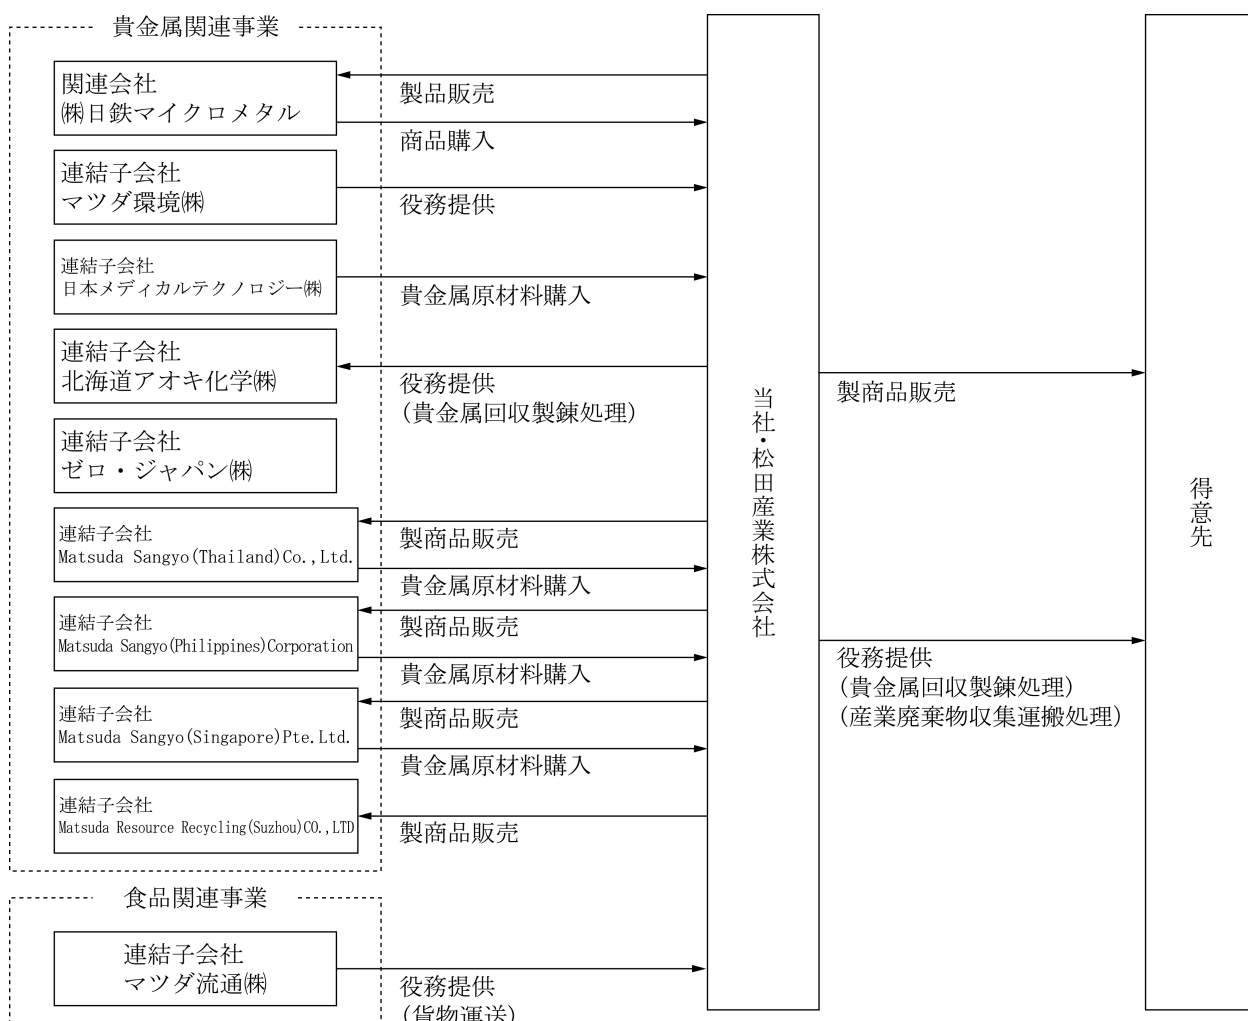 貴金属関連事業
関連会社
㈱日鉄マイクロメタル
製品販売
商品購入
連結子会社
マツダ環境㈱
役務提供
連結子会社
日本メディカルテクノロジー㈱
貴金属原材料購入
連結子会社
北海道アオキ化学㈱
役務提供
(貴金属回収製錬処理)
連結子会社
ゼロ・ジャパン㈱
連結子会社
Matsuda Sangyo(Thailand)Co.,Ltd.
製商品販売
貴金属原材料購入
連結子会社
Matsuda Sangyo(Philippines)Corporation
製商品販売
貴金属原材料購入
連結子会社
Matsuda Sangyo(Singapore)Pte.Ltd.
製商品販売
貴金属原材料購入
連結子会社
Matsuda Resource Recycling(Suzhou)CO.,LTD
製商品販売
食品関連事業
連結子会社
マツダ流通㈱
役務提供
(貨物運送)
当社・松田産業株式会社
製商品販売
役務提供
(貴金属回収製錬処理)
(産業廃棄物収集運搬処理)
得意先